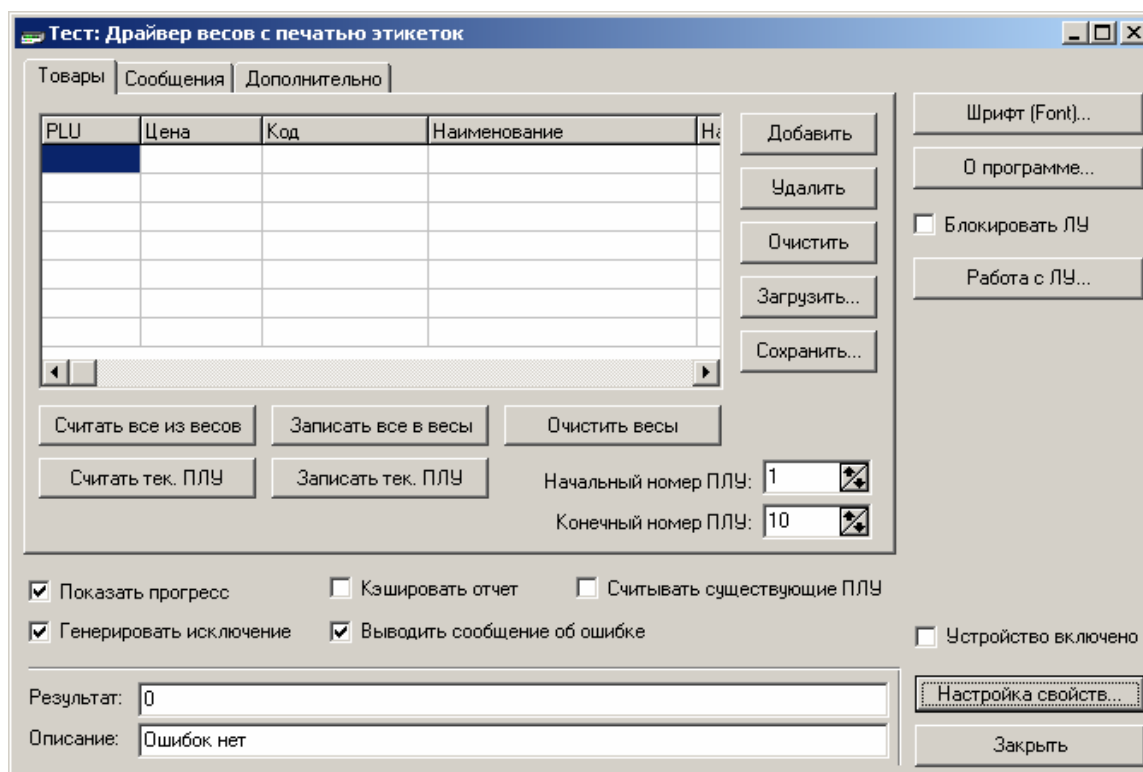 Тест: Драйвер весов с печатью этикеток
Товары Сообщения Дополнительно
PLU Цена Код Наименование На
Добавить
Удалить
Очистить
Загрузить...
Сохранить...
Шрифт (Font)...
О программе...
Блокировать ЛУ
Работа с ЛУ...
Считать все из весов Записать все в весы Очистить весы
Считать тек. ПЛУ Записать тек. ПЛУ Начальный номер ПЛУ: 1
Конечный номер ПЛУ: 10
Показать прогресс Кэшировать отчет Считывать существующие ПЛУ
Генерировать исключение Выводить сообщение об ошибке
Устройство включено
Результат: 0
Настройка свойств...
Описание: Ошибок нет
Закрыть